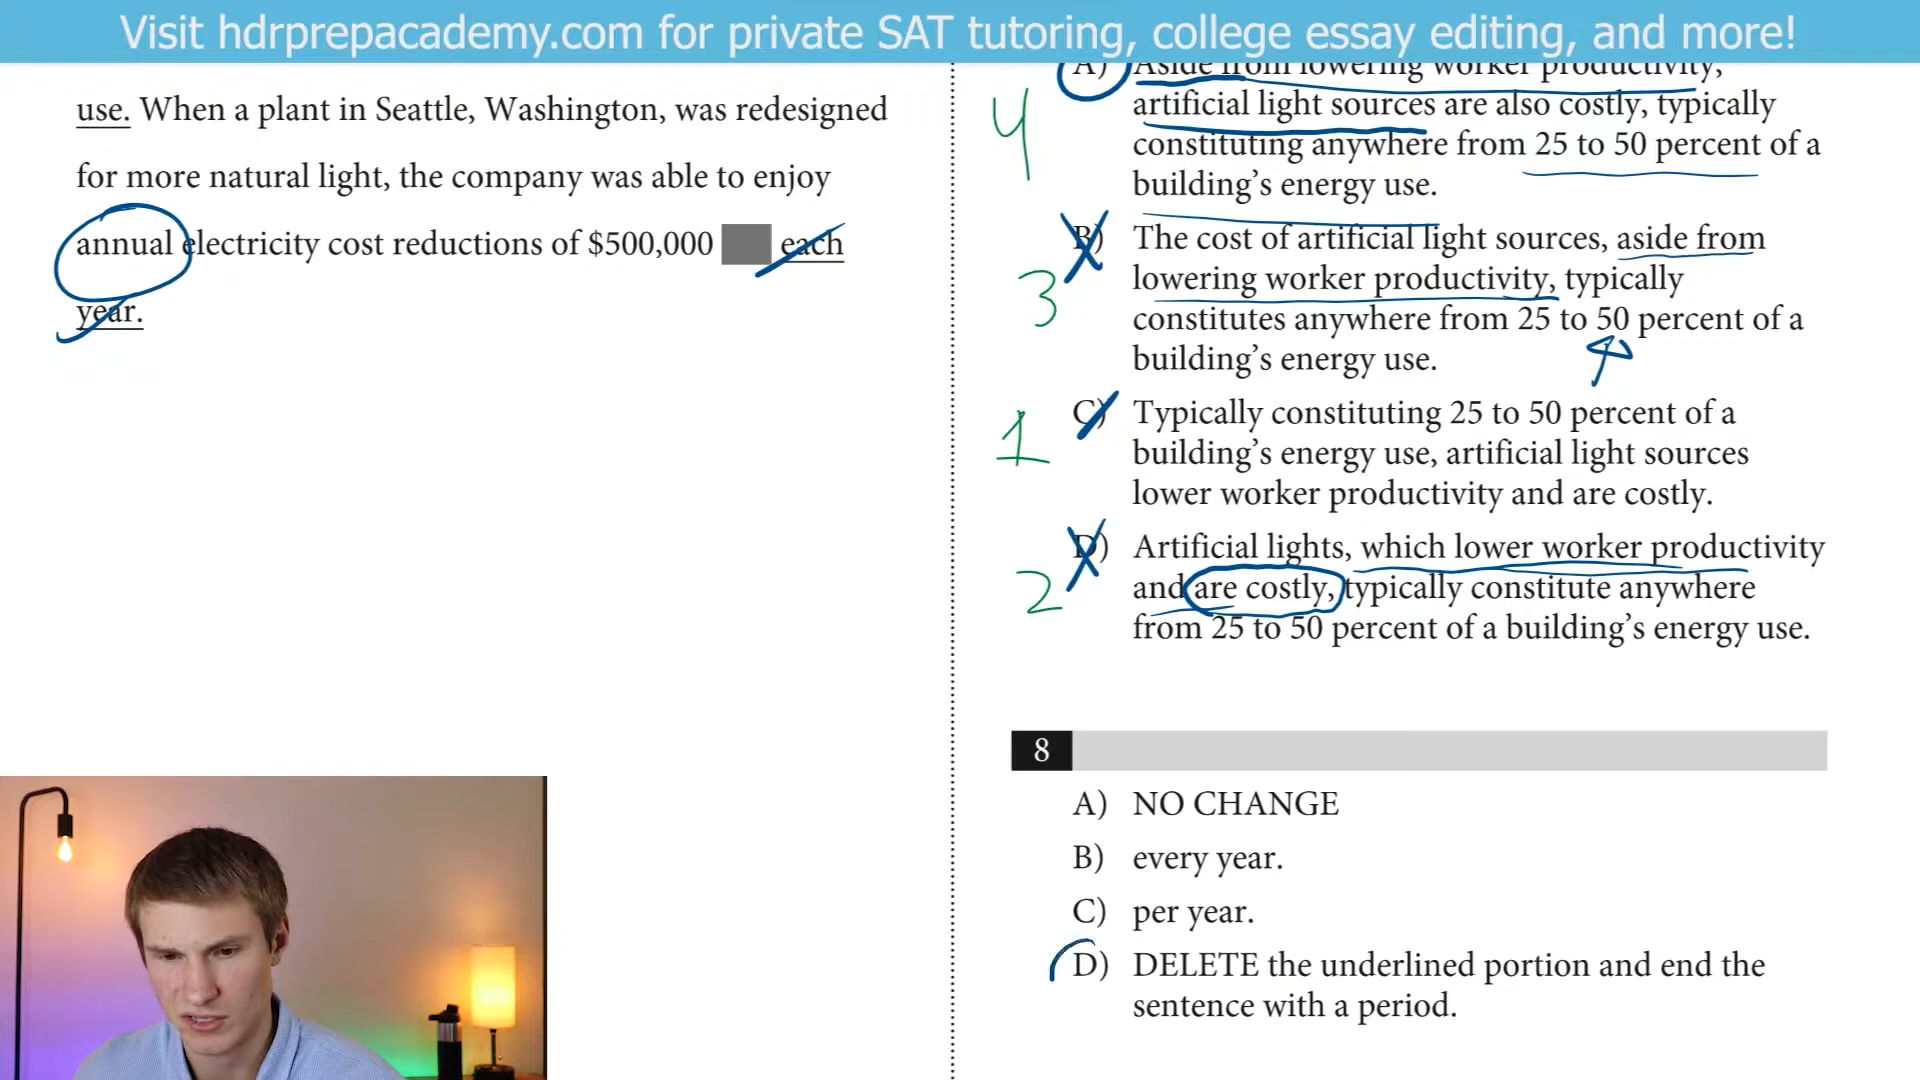 Visit hdrprepacademy.com for private SAT tutoring, college essay editing, and more!
use. When a plant in Seattle, Washington, was redesigned
for more natural light, the company was able to enjoy
annual electricity cost reductions of $500,000 each
year.
4
A) Aside from lowering worker productivity,
artificial light sources are also costly, typically
constituting anywhere from 25 to 50 percent of a
building’s energy use.
3
B) The cost of artificial light sources, aside from
lowering worker productivity, typically
constitutes anywhere from 25 to 50 percent of a
building’s energy use.
1
C) Typically constituting 25 to 50 percent of a
building’s energy use, artificial light sources
lower worker productivity and are costly.
2
D) Artificial lights, which lower worker productivity
and are costly, typically constitute anywhere
from 25 to 50 percent of a building’s energy use.
8
A) NO CHANGE
B) every year.
C) per year.
D) DELETE the underlined portion and end the
sentence with a period.